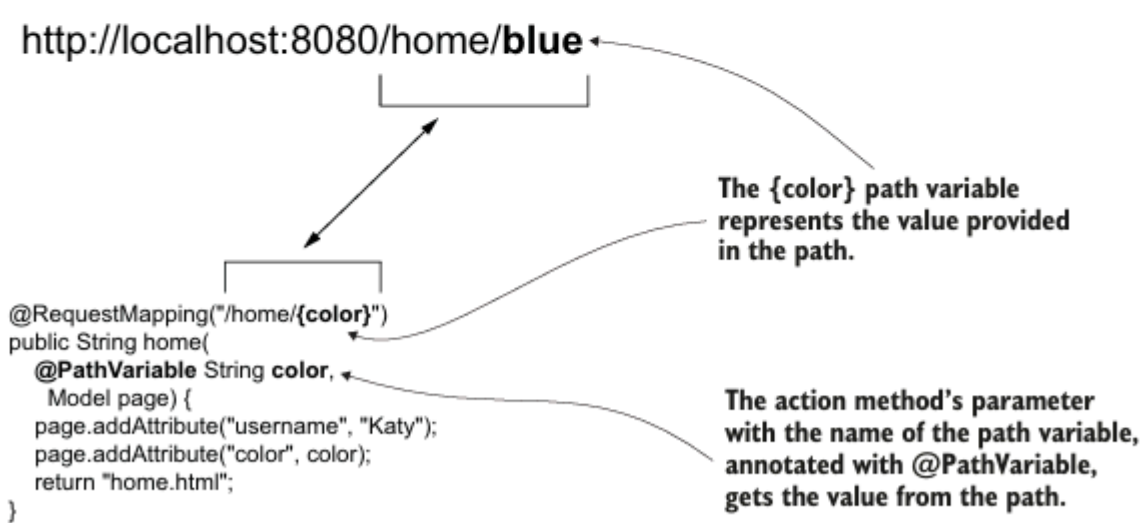 http://localhost:8080/home/blue
The {color} path variable
represents the value provided
in the path.
@RequestMapping("/home/{color}")
public String home(
@PathVariable String color,
Model page) {
page.addAttribute("username", "Katy");
page.addAttribute("color", color);
return "home.html";
}
The action method's parameter
with the name of the path variable,
annotated with @PathVariable,
gets the value from the path.